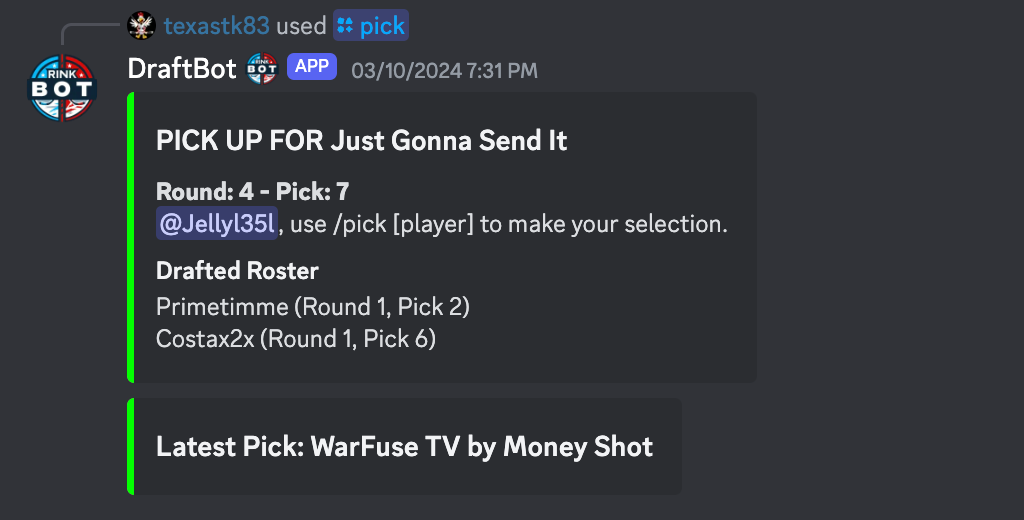 texastk83 used pick
RINK
BOT
DraftBot RINK BOT APP 03/10/2024 7:31 PM
PICK UP FOR Just Gonna Send It
Round: 4 - Pick: 7
@Jellyl35l, use /pick [player] to make your selection.
Drafted Roster
Primetimme (Round 1, Pick 2)
Costax2x (Round 1, Pick 6)
Latest Pick: WarFuse TV by Money Shot